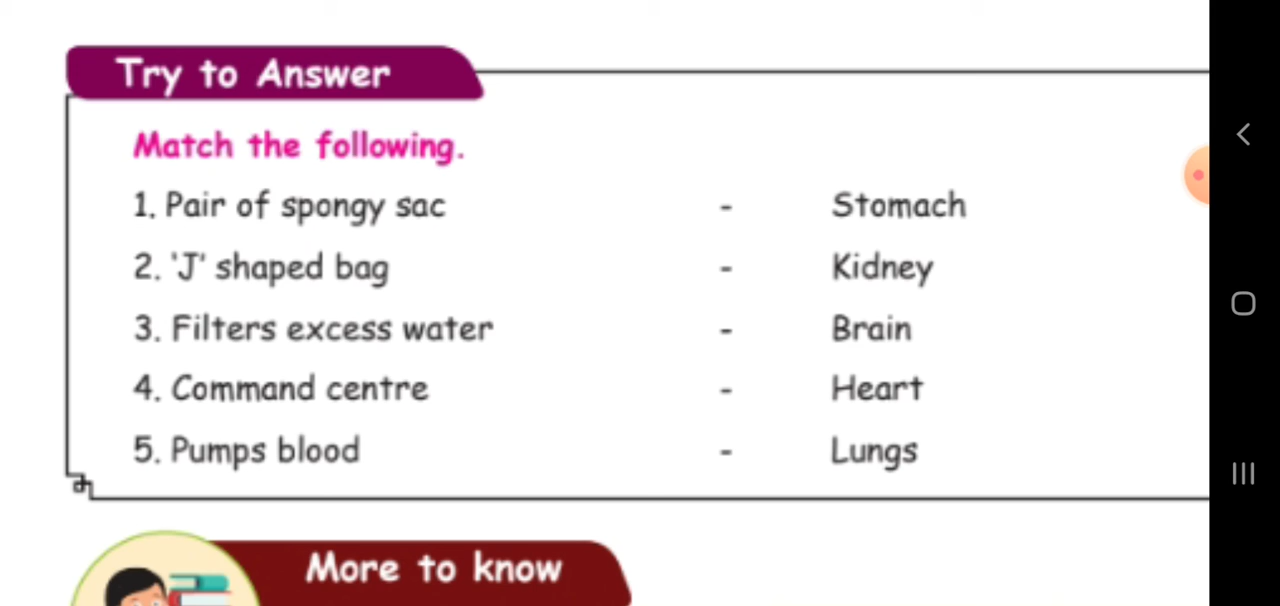 Try to Answer
Match the following.
1. Pair of spongy sac - Stomach
2. 'J' shaped bag - Kidney
3. Filters excess water - Brain
4. Command centre - Heart
5. Pumps blood - Lungs
More to know